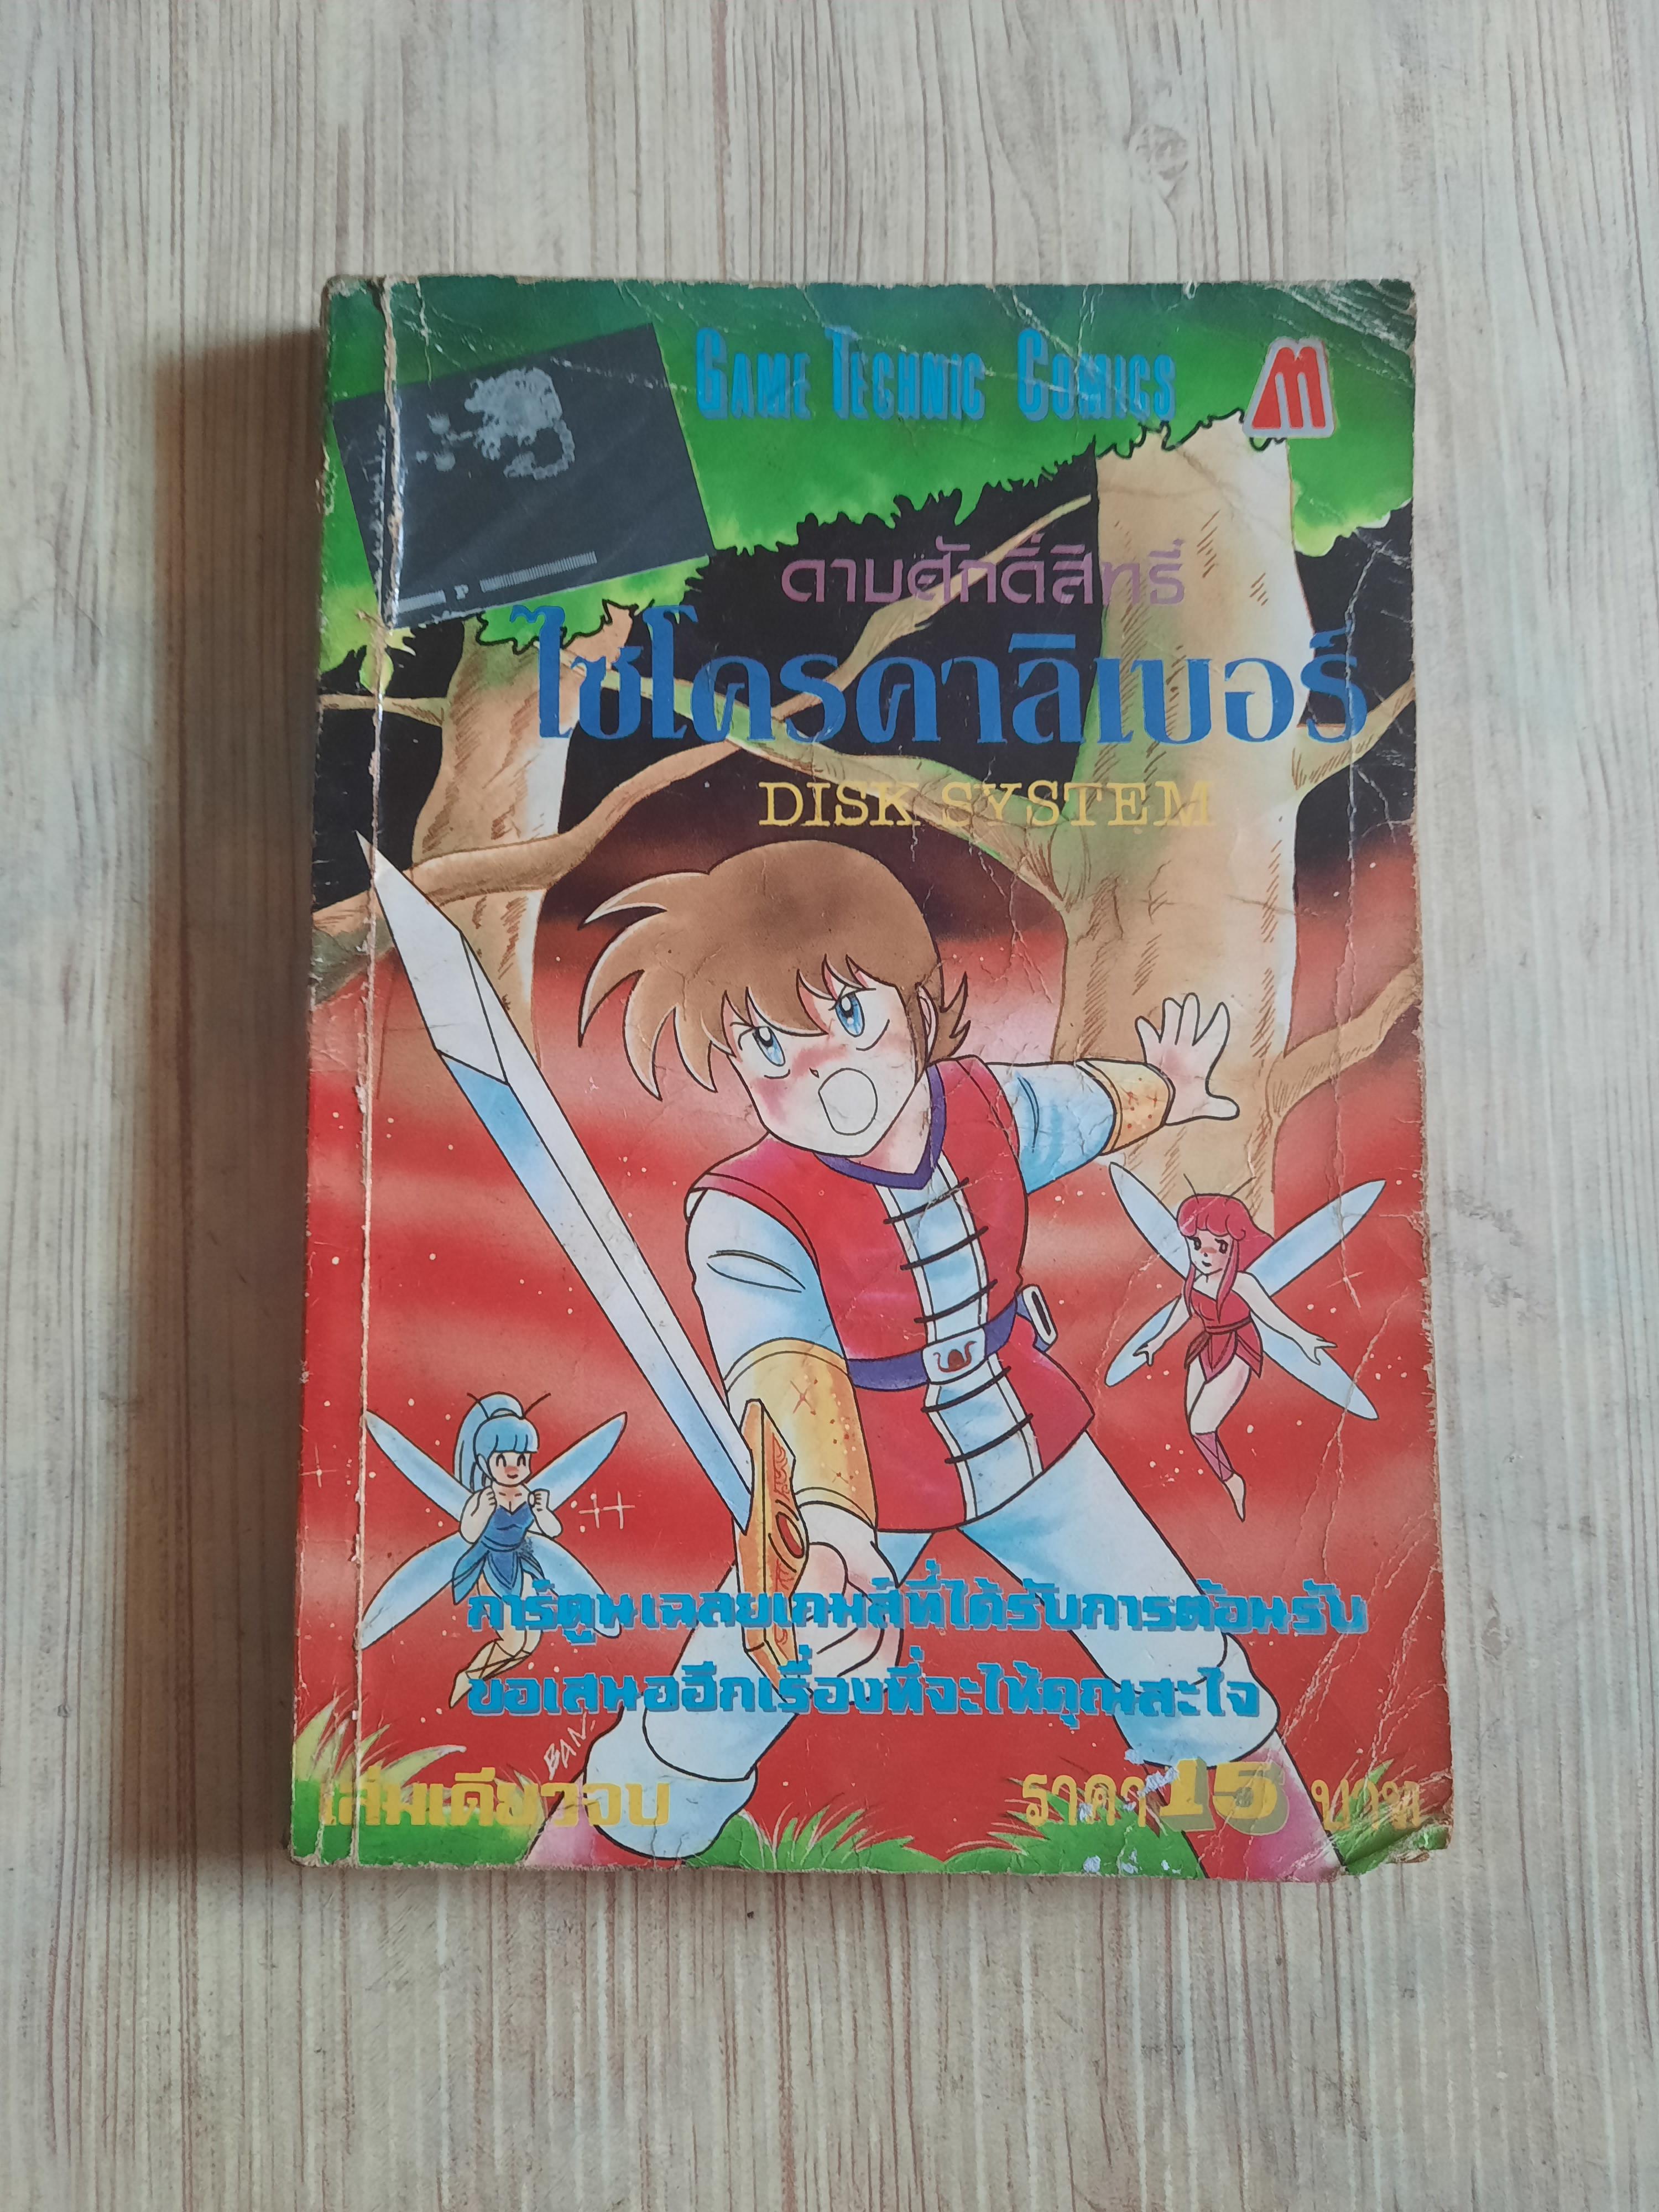 GAME TECHNIC COMICS
P
ดาบศักดิ์สิทธิ์
ไซโครคาลิเบอร์
DISK SYSTEM
การ์ตูนเฉลยเกมส์ที่ได้รับการต้อนรับ
ขอเสนออีกเรื่องที่จะให้คุณสะใจ
BAN
เล่มเดียวจบ
ราคา 15 บาท